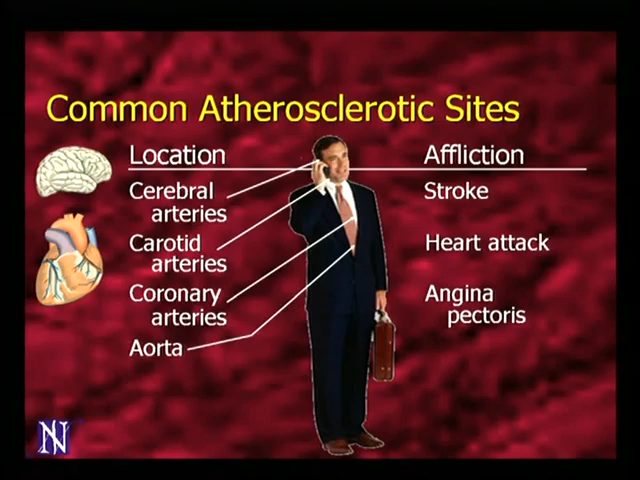 Common Atherosclerotic Sites
Location Affliction
Cerebral arteries Stroke
Carotid arteries Heart attack
Coronary arteries Angina pectoris
Aorta
N